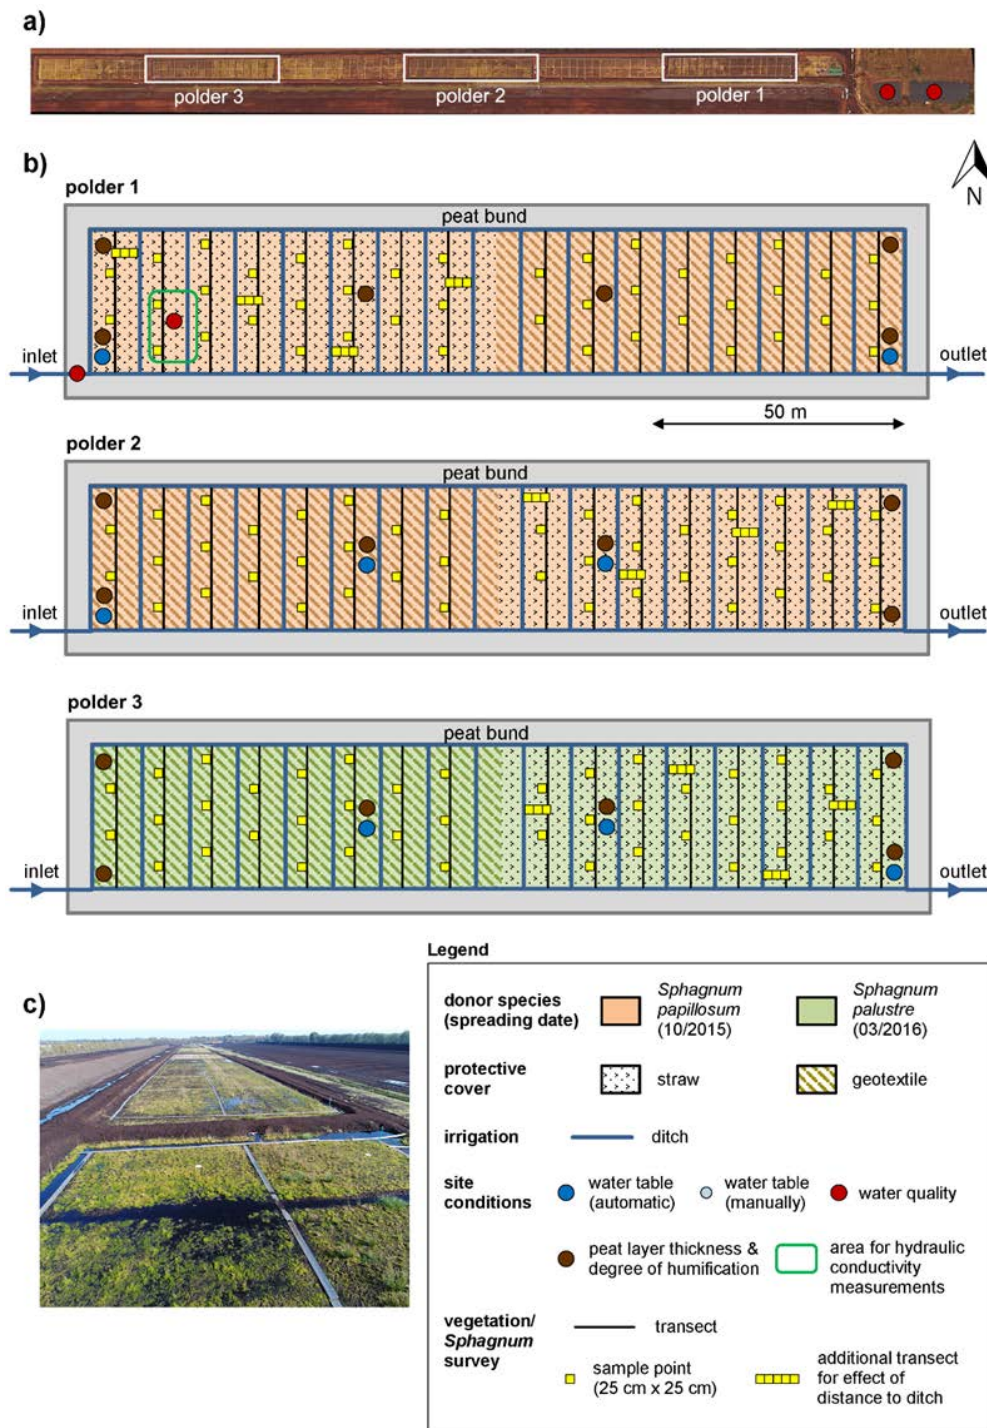 a)
polder 3
polder 2
polder 1
b)
N
polder 1
peat bund
inlet
outlet
50 m
polder 2
peat bund
inlet
outlet
polder 3
peat bund
inlet
outlet
Legend
donor species
(spreading date)
Sphagnum
papillosum
(10/2015)
Sphagnum
palustre
(03/2016)
protective
cover
straw
geotextile
irrigation
ditch
site
conditions
water table
(automatic)
water table
(manually)
water quality
peat layer thickness &
degree of humification
area for hydraulic
conductivity
measurements
vegetation/
Sphagnum
survey
transect
sample point
(25 cm x 25 cm)
additional transect
for effect of
distance to ditch
c)